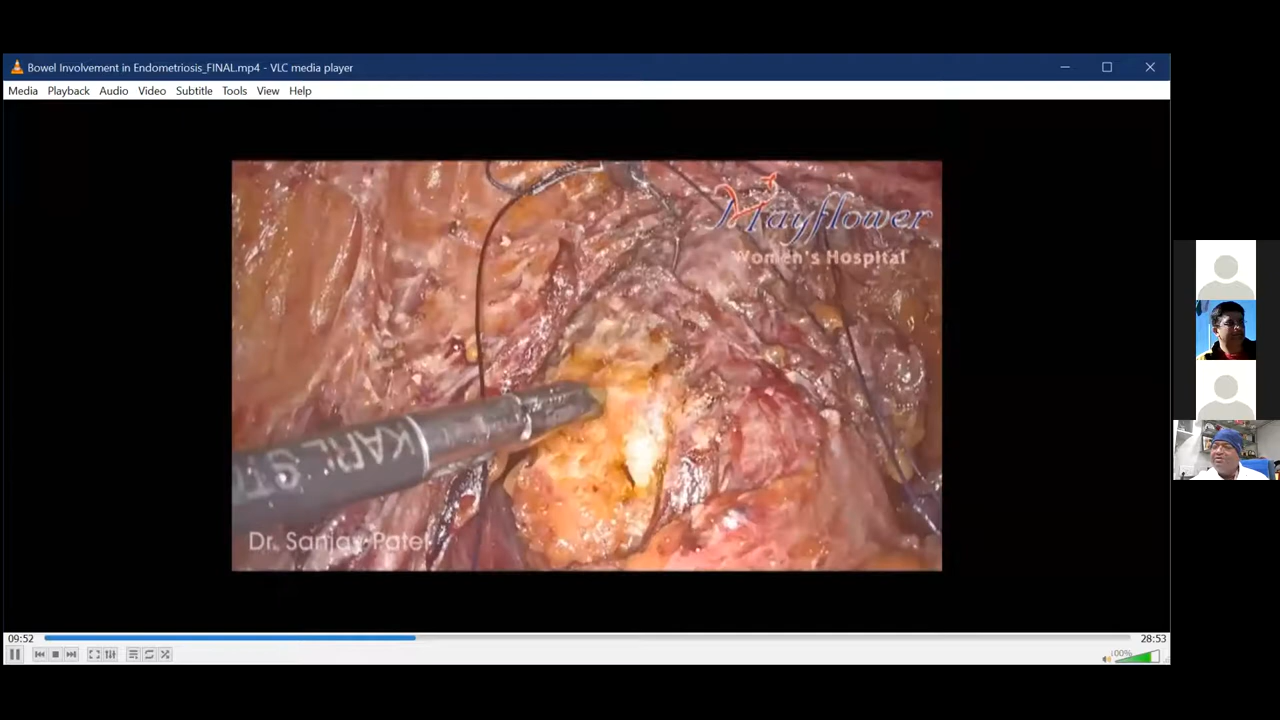 Bowel Involvement in Endometriosis_FINAL.mp4 - VLC media player
Media Playback Audio Video Subtitle Tools View Help
Mayflower
Women's Hospital
KARL ST
Dr. Sanjay Patel
09:52
28:53
100%